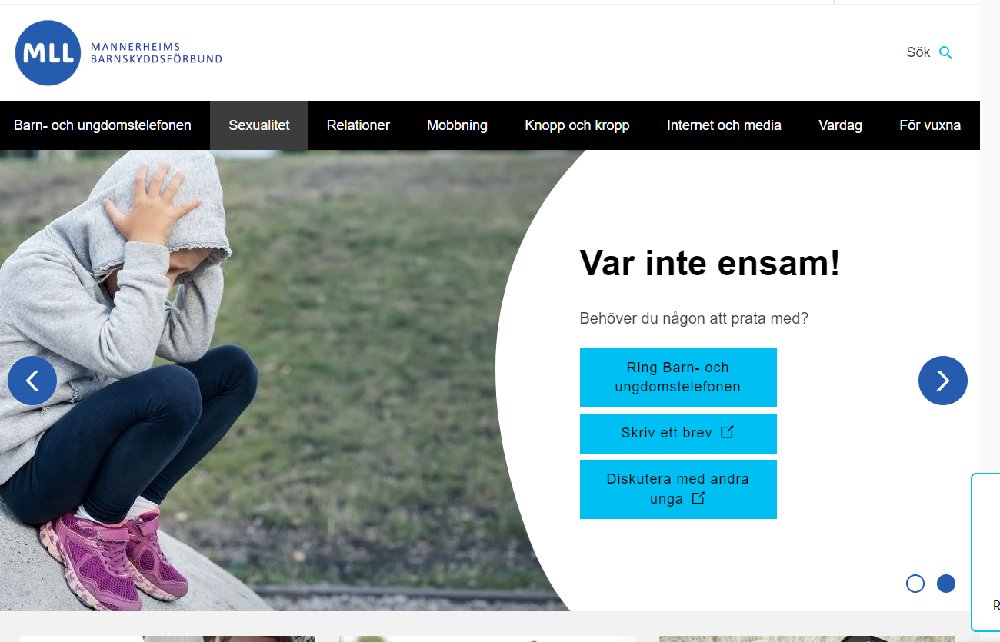 MLL
MANNERHEIMS
BARNSKYDDSFÖRBUND
Sök
Barn- och ungdomstelefonen Sexualitet Relationer Mobbning Knopp och kropp Internet och media Vardag För vuxna
Var inte ensam!
Behöver du någon att prata med?
Ring Barn- och
ungdomstelefonen
Skriv ett brev
Diskutera med andra
unga
R